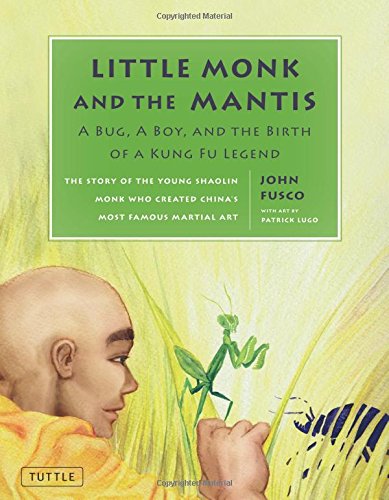 Copyrighted Material
LITTLE MONK
AND THE MANTIS
A BUG, A BOY, AND THE BIRTH
OF A KUNG FU LEGEND
THE STORY OF THE YOUNG SHAOLIN
MONK WHO CREATED CHINA'S
MOST FAMOUS MARTIAL ART
JOHN
FUSCO
WITH ART BY
PATRICK LUGO
TUTTLE
Copyrighted Material